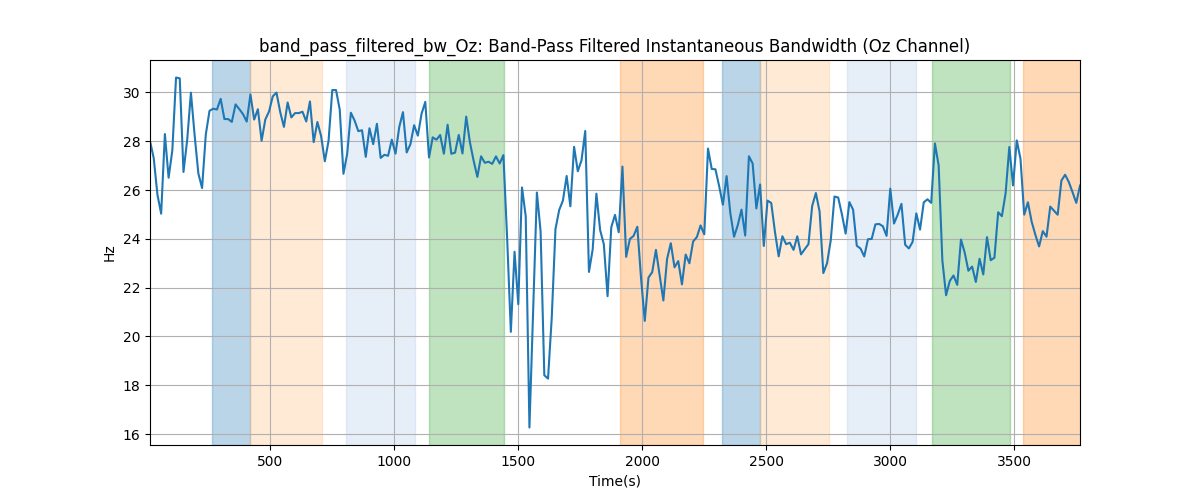 band_pass_filtered_bw_Oz: Band-Pass Filtered Instantaneous Bandwidth (Oz Channel)
30
28
26
24
22
20
18
16
Hz
500 1000 1500 2000 2500 3000 3500
Time(s)